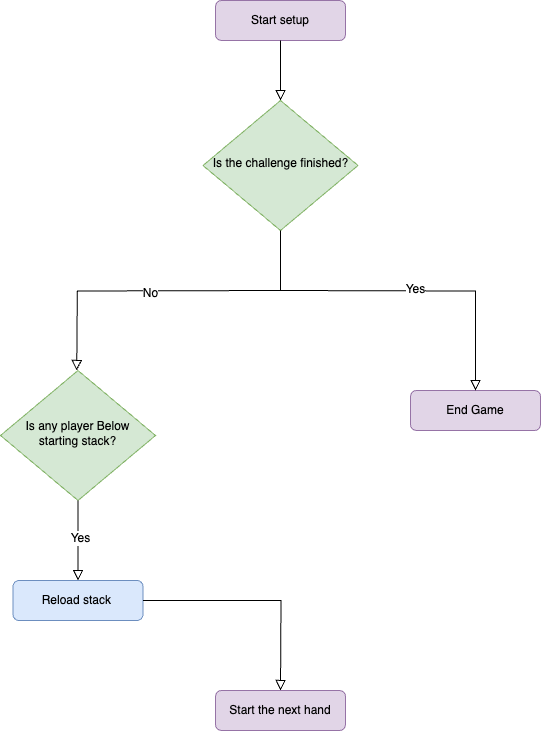 Start setup
Is the challenge finished?
No
Yes
Is any player Below
starting stack?
End Game
Yes
Reload stack
Start the next hand